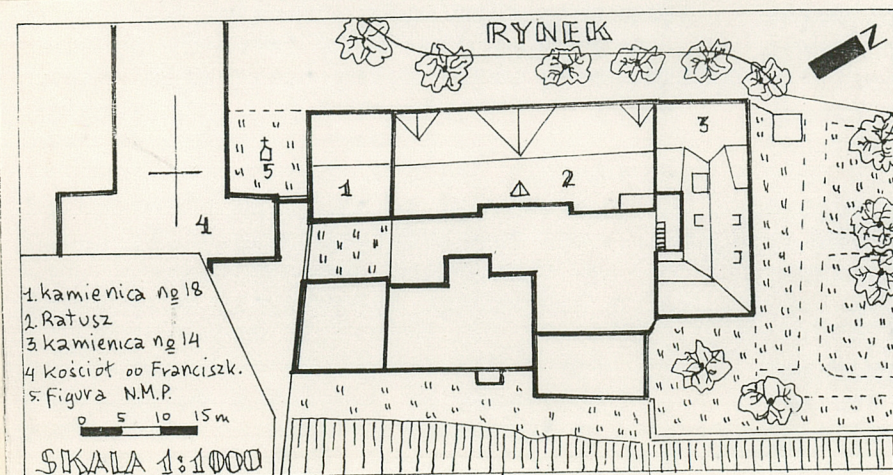 RYNEK
N
3
5
1
2
4
1. Kamienica no 18
2. Ratusz
3. Kamienica no 14
4 Kościół oo Franciszk.
5. Figura N.M.P.
0 5 10 15 m
SKALA 1:1000